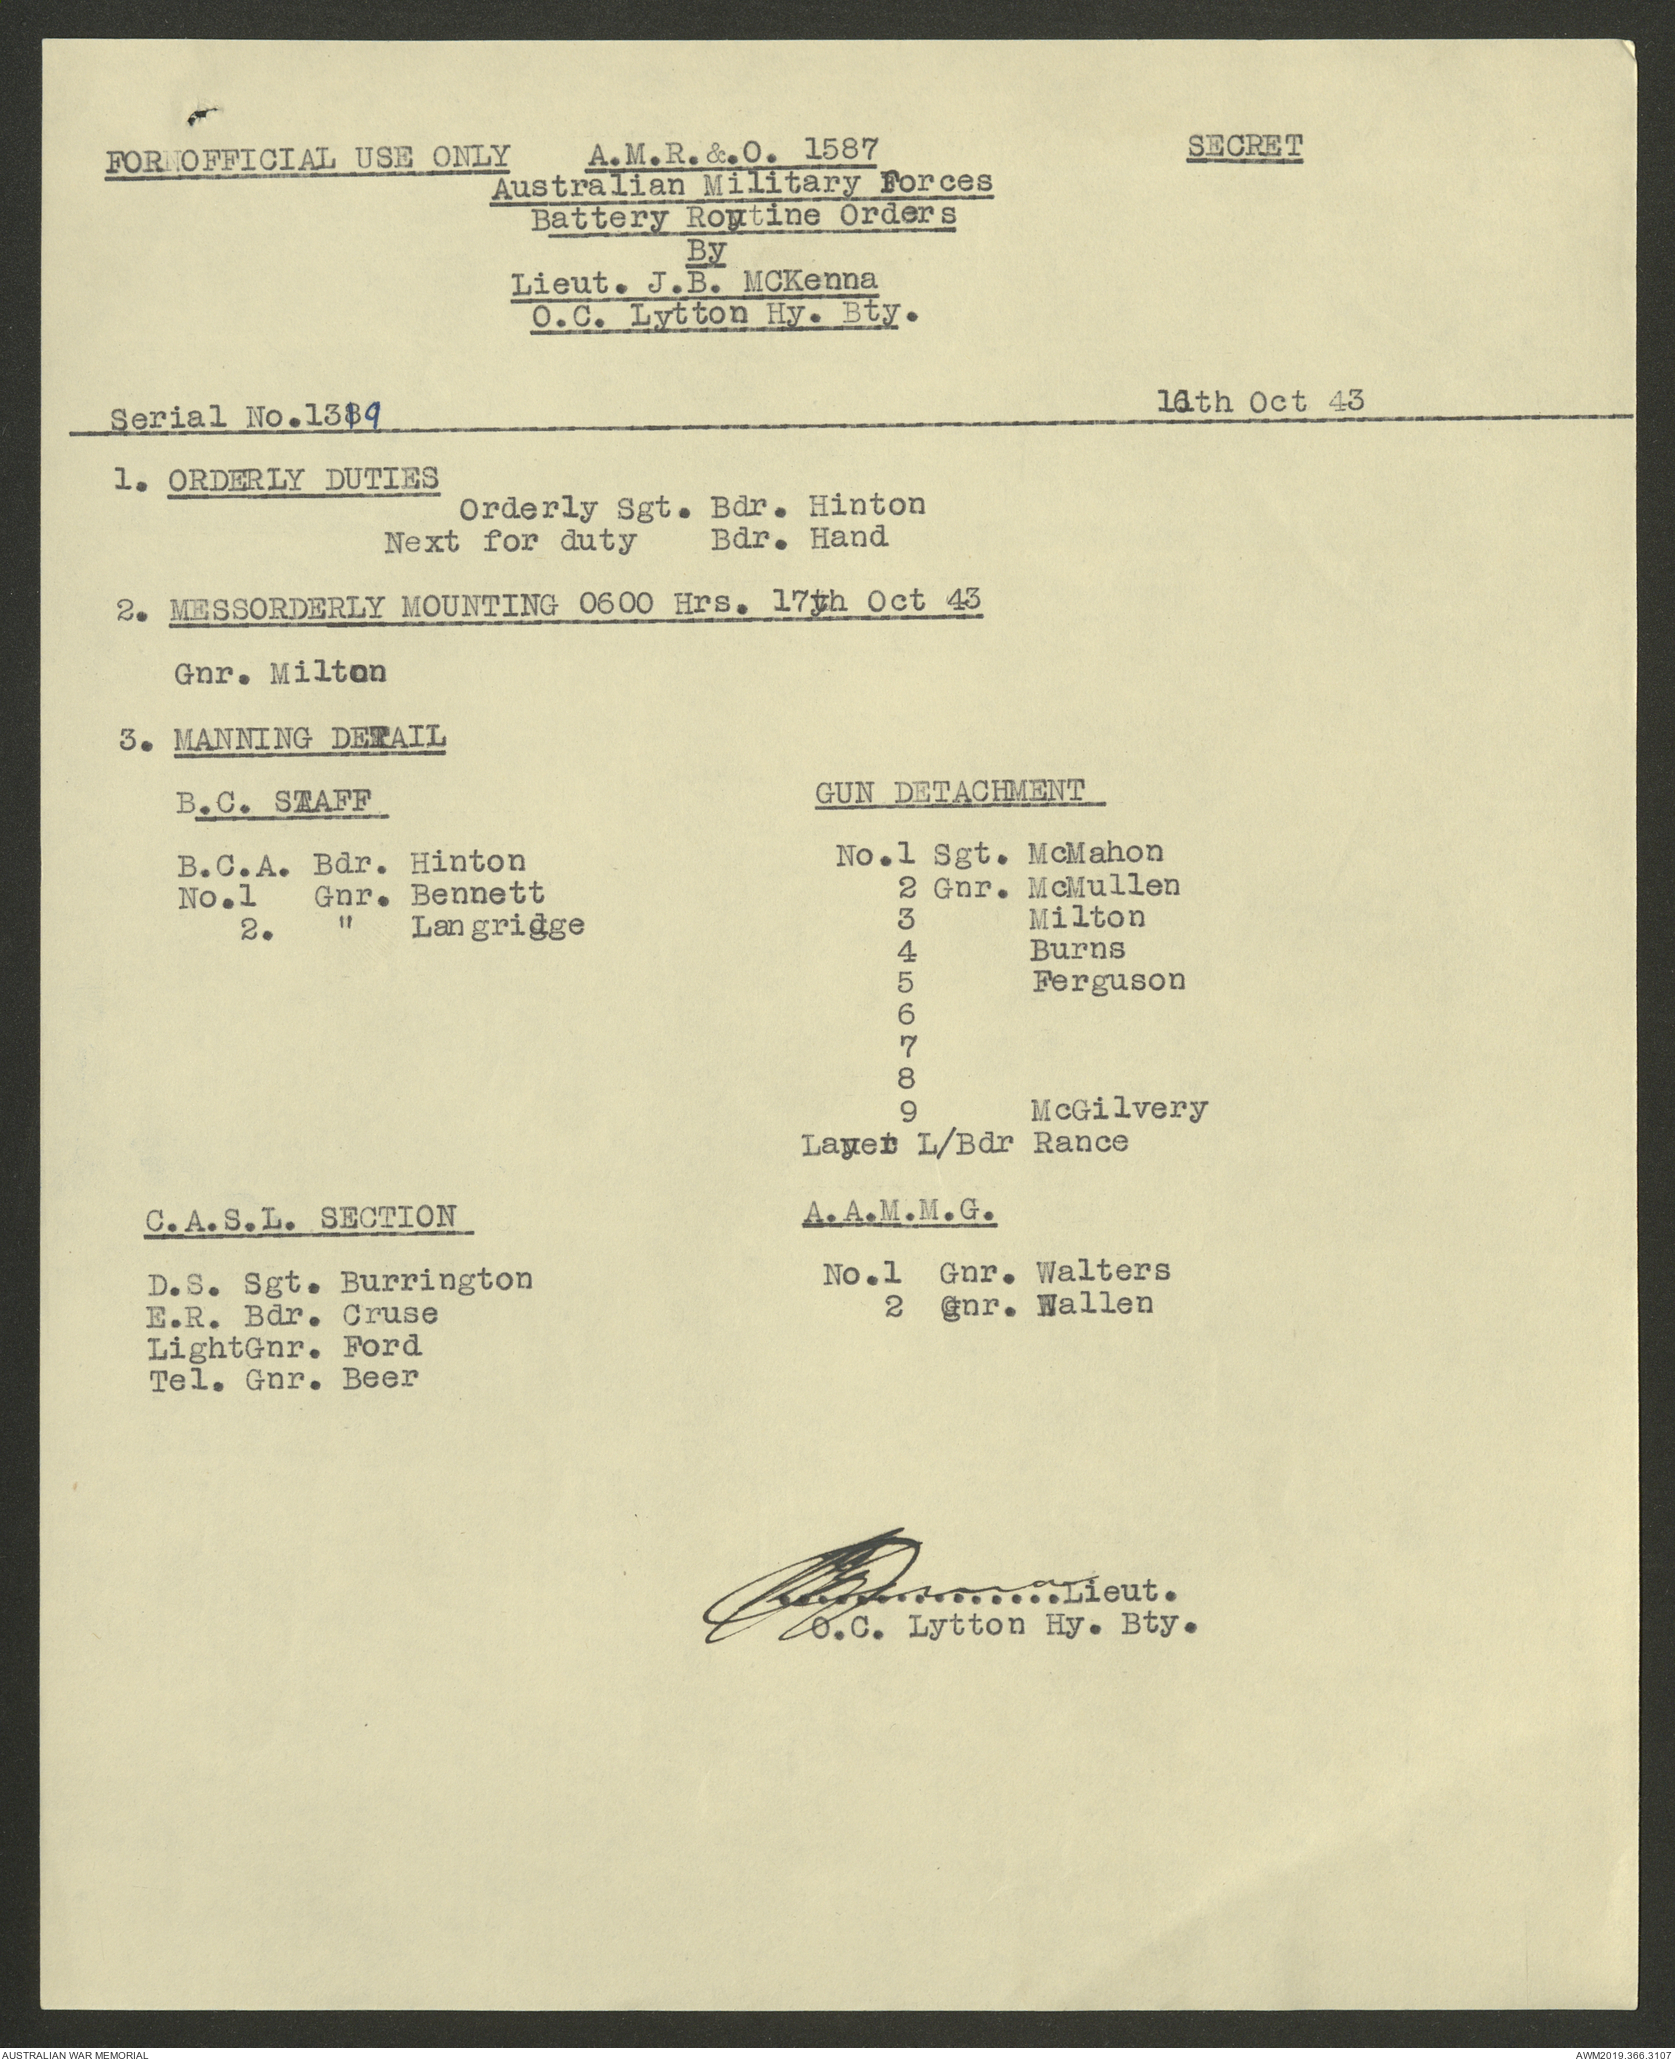 FOR OFFICIAL USE ONLY A.M.R.&.O. 1587 SECRET
Australian Military Forces
Battery Routine Orders
By
Lieut. J.B. MCKenna
O.C. Lytton Hy. Bty.
Serial No.1319 16th Oct 43
1. ORDERLY DUTIES
Orderly Sgt. Bdr. Hinton
Next for duty Bdr. Hand
2. MESSORDERLY MOUNTING 0600 Hrs. 17th Oct 43
Gnr. Milton
3. MANNING DETAIL
B.C. STAFF
B.C.A. Bdr. Hinton
No.1 Gnr. Bennett
2. " Langridge
GUN DETACHMENT
No.1 Sgt. McMahon
2 Gnr. McMullen
3 Milton
4 Burns
5 Ferguson
6
7
8
9 McGilvery
Layer L/Bdr Rance
C.A.S.L. SECTION
D.S. Sgt. Burrington
E.R. Bdr. Cruse
LightGnr. Ford
Tel. Gnr. Beer
A.A.M.M.G.
No.1 Gnr. Walters
2 Gnr. Wallen
...............Lieut.
O.C. Lytton Hy. Bty.
AUSTRALIAN WAR MEMORIAL AWM2019.366.3107